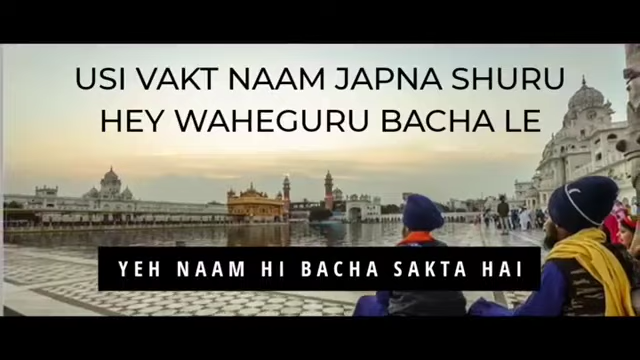 USI VAKT NAAM JAPNA SHURU
HEY WAHEGURU BACHA LE
YEH NAAM HI BACHA SAKTA HAI